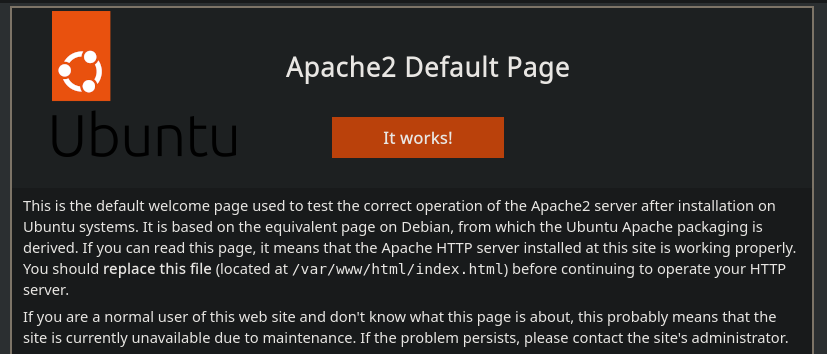 Apache2 Default Page
Ubuntu
It works!
This is the default welcome page used to test the correct operation of the Apache2 server after installation on
Ubuntu systems. It is based on the equivalent page on Debian, from which the Ubuntu Apache packaging is
derived. If you can read this page, it means that the Apache HTTP server installed at this site is working properly.
You should replace this file (located at /var/www/html/index.html) before continuing to operate your HTTP
server.
If you are a normal user of this web site and don't know what this page is about, this probably means that the
site is currently unavailable due to maintenance. If the problem persists, please contact the site's administrator.